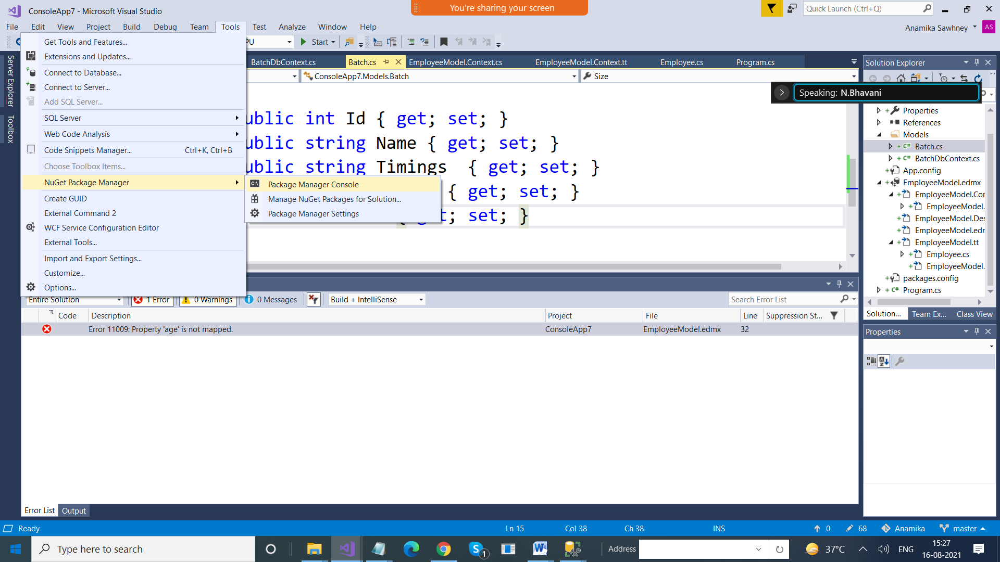 ConsoleApp7 - Microsoft Visual Studio
You're sharing your screen
Quick Launch (Ctrl+Q)
File Edit View Project Build Debug Team Tools Test Analyze Window Help
Anamika Sawhney AS
PU Start
Server Explorer
Toolbox
Get Tools and Features...
Extensions and Updates...
Connect to Database...
Connect to Server...
Add SQL Server...
SQL Server
Web Code Analysis
Code Snippets Manager... Ctrl+K, Ctrl+B
Choose Toolbox Items...
NuGet Package Manager
Create GUID
External Command 2
WCF Service Configuration Editor
External Tools...
Import and Export Settings...
Customize...
Options...
Package Manager Console
Manage NuGet Packages for Solution...
Package Manager Settings
BatchDbContext.cs Batch.cs EmployeeModel.Context.cs EmployeeModel.Context.tt Employee.cs Program.cs
ConsoleApp7.Models.Batch Size
ublic int Id { get; set; }
ublic string Name { get; set; }
ublic string Timings { get; set; }
{ get; set; }
{ get; set; }
Solution Explorer
Speaking: N.Bhavani
Properties
References
Models
C# Batch.cs
C# BatchDbContext.cs
App.config
EmployeeModel.edmx
EmployeeModel.Cor
EmployeeModel.
EmployeeModel.Des
EmployeeModel.edr
EmployeeModel.tt
Employee.cs
EmployeeModel.
packages.config
C# Program.cs
Solution... Team Ex... Class View
Properties
Entire Solution 1 Error 0 Warnings 0 Messages Build + IntelliSense Search Error List
Code Description Project File Line Suppression St...
Error 11009: Property 'age' is not mapped. ConsoleApp7 EmployeeModel.edmx 32
Error List Output
Ready Ln 15 Col 38 Ch 38 INS 0 68 Anamika master
Type here to search 1 Address 37°C ENG 15:27
16-08-2021